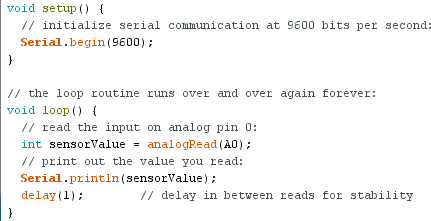 void setup() {
  // initialize serial communication at 9600 bits per second:
  Serial.begin(9600);
}

// the loop routine runs over and over again forever:
void loop() {
  // read the input on analog pin 0:
  int sensorValue = analogRead(A0);
  // print out the value you read:
  Serial.println(sensorValue);
  delay(1);        // delay in between reads for stability
}